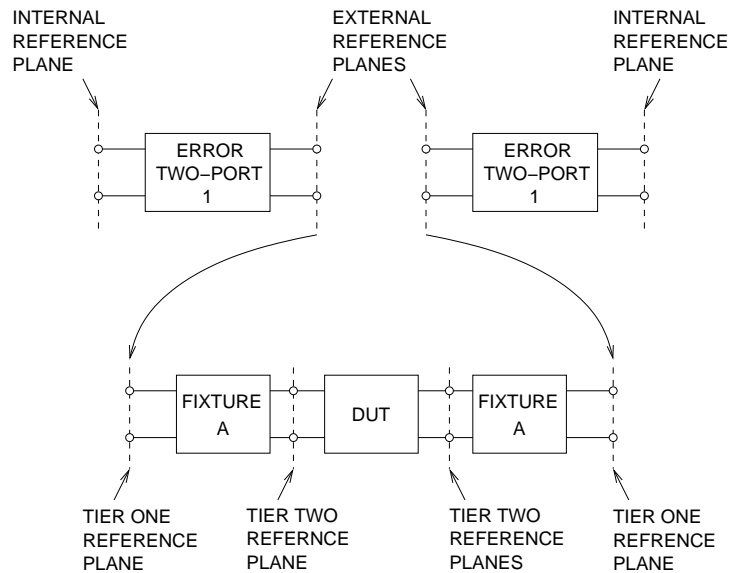 INTERNAL
REFERENCE
PLANE
EXTERNAL
REFERENCE
PLANES
INTERNAL
REFERENCE
PLANE
ERROR
TWO−PORT
1
ERROR
TWO−PORT
1
FIXTURE
A
DUT
FIXTURE
A
TIER ONE
REFERENCE
PLANE
TIER TWO
REFERNCE
PLANE
TIER TWO
REFERENCE
PLANES
TIER ONE
REFRENCE
PLANE